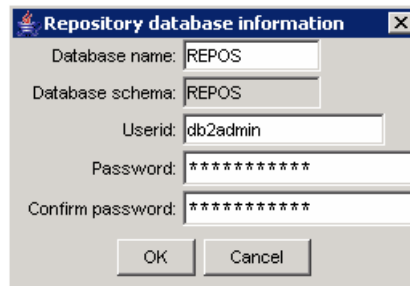 Repository database information
Database name: REPOS
Database schema: REPOS
Userid: db2admin
Password: ***********
Confirm password: ***********
OK Cancel